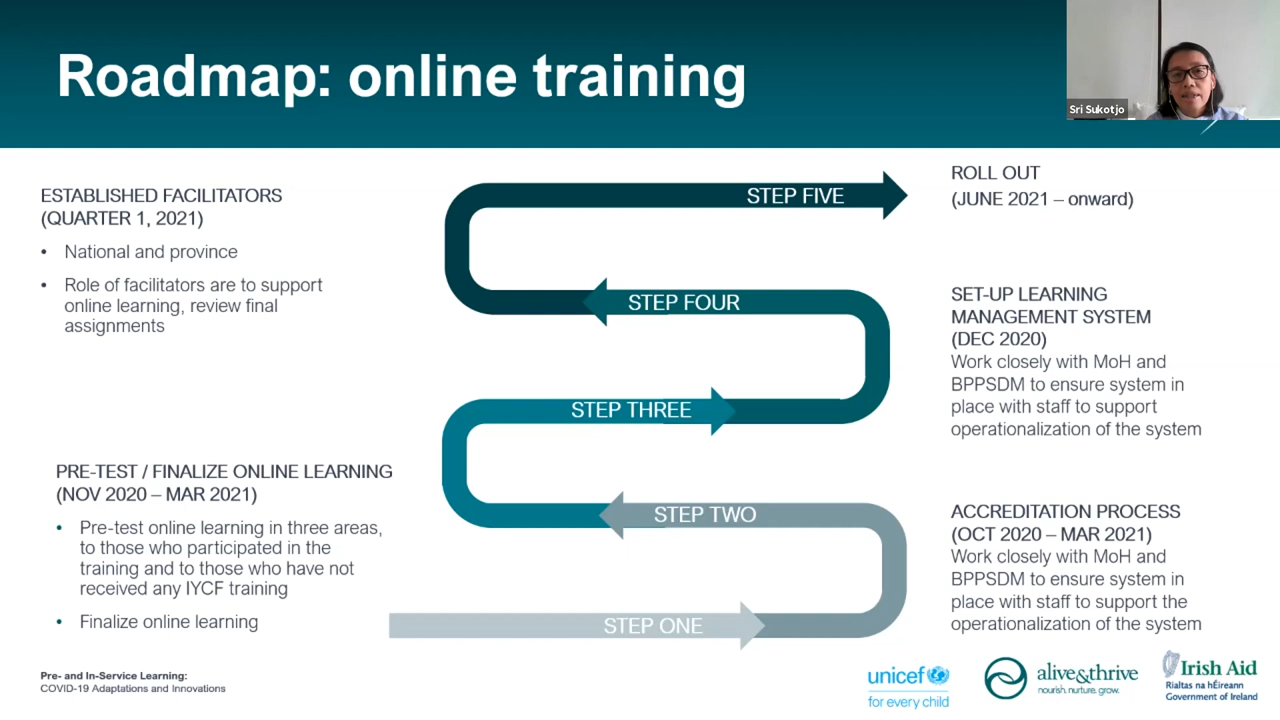 Roadmap: online training
Sri Sukotjo
ESTABLISHED FACILITATORS
(QUARTER 1, 2021)
• National and province
• Role of facilitators are to support
online learning, review final
assignments
PRE-TEST / FINALIZE ONLINE LEARNING
(NOV 2020 – MAR 2021)
• Pre-test online learning in three areas,
to those who participated in the
training and to those who have not
received any IYCF training
• Finalize online learning
STEP FIVE
STEP FOUR
STEP THREE
STEP TWO
STEP ONE
ROLL OUT
(JUNE 2021 – onward)
SET-UP LEARNING
MANAGEMENT SYSTEM
(DEC 2020)
Work closely with MoH and
BPPSDM to ensure system in
place with staff to support
operationalization of the system
ACCREDITATION PROCESS
(OCT 2020 – MAR 2021)
Work closely with MoH and
BPPSDM to ensure system in
place with staff to support the
operationalization of the system
Pre- and In-Service Learning:
COVID-19 Adaptations and Innovations
unicef
for every child
alive&thrive
nourish. nurture. grow.
Irish Aid
Rialtas na hÉireann
Government of Ireland